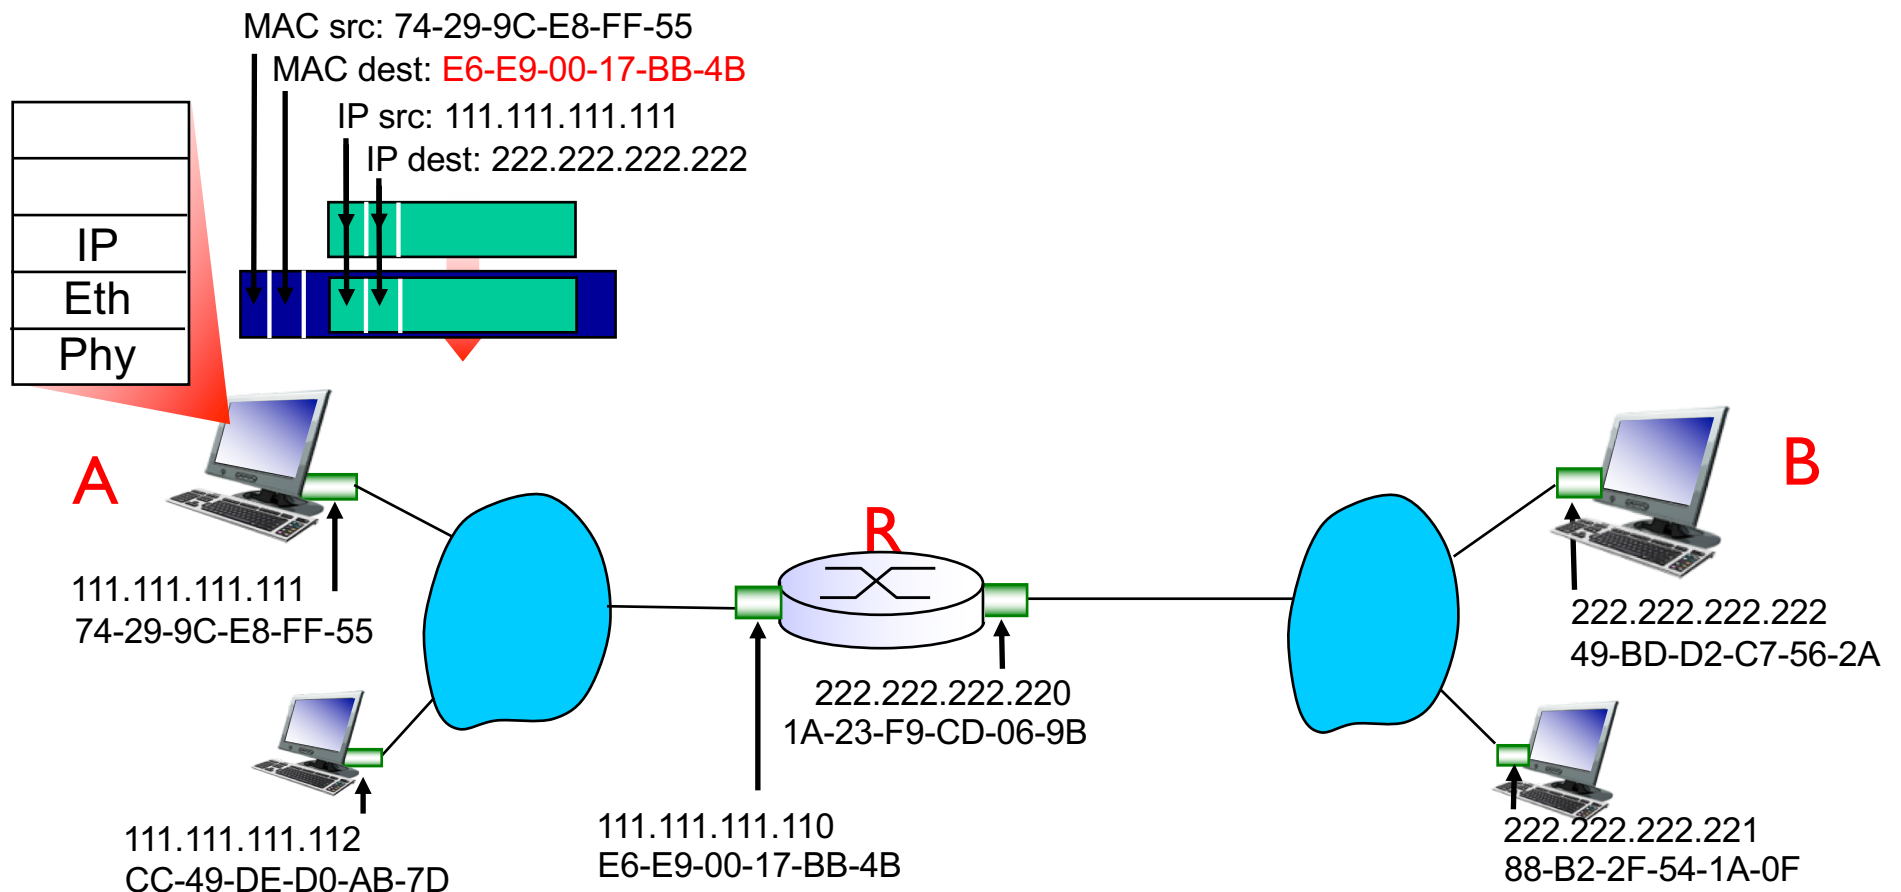 MAC src: 74-29-9C-E8-FF-55
MAC dest: E6-E9-00-17-BB-4B
IP src: 111.111.111.111
IP dest: 222.222.222.222
IP
Eth
Phy
A
R
B
111.111.111.111
74-29-9C-E8-FF-55
222.222.222.222
49-BD-D2-C7-56-2A
222.222.222.220
1A-23-F9-CD-06-9B
111.111.111.112
CC-49-DE-D0-AB-7D
111.111.111.110
E6-E9-00-17-BB-4B
222.222.222.221
88-B2-2F-54-1A-0F